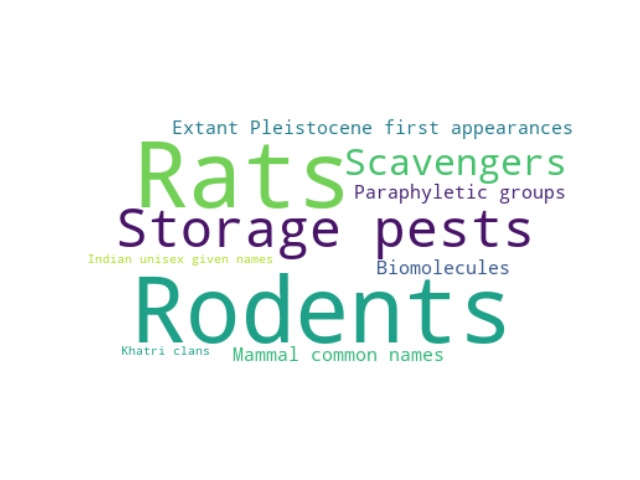 Extant Pleistocene first appearances
Rats
Scavengers
Paraphyletic groups
Storage pests
Indian unisex given names
Biomolecules
Rodents
Khatri clans
Mammal common names